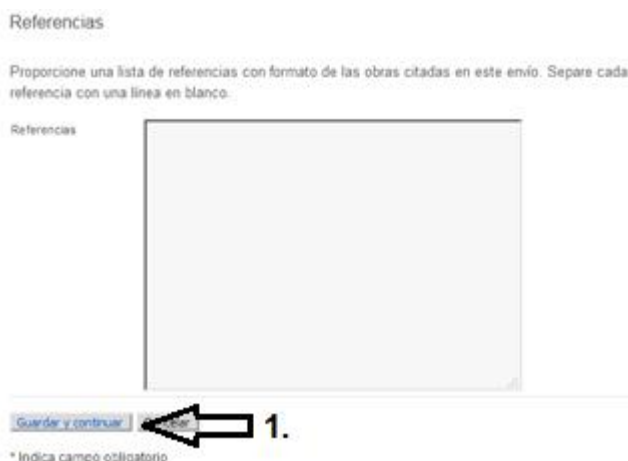 Referencias
Proporcione una lista de referencias con formato de las obras citadas en este envío. Separe cada
referencia con una línea en blanco.
Referencias
Guardar y continuar
1.
* Indica campo obligatorio